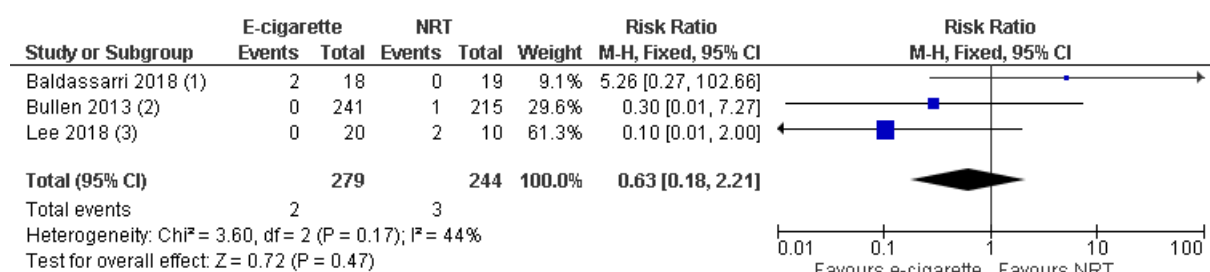 E-cigarette NRT Risk Ratio Risk Ratio
Study or Subgroup Events Total Events Total Weight M-H, Fixed, 95% CI M-H, Fixed, 95% CI
Baldassarri 2018 (1) 2 18 0 19 9.1% 5.26 [0.27, 102.66]
Bullen 2013 (2) 0 241 1 215 29.6% 0.30 [0.01, 7.27]
Lee 2018 (3) 0 20 2 10 61.3% 0.10 [0.01, 2.00]
Total (95% CI) 279 244 100.0% 0.63 [0.18, 2.21]
Total events 2 3
Heterogeneity: Chi² = 3.60, df = 2 (P = 0.17); I² = 44%
Test for overall effect: Z = 0.72 (P = 0.47)
0.01 0.1 1 10 100
Favours e-cigarette Favours NRT